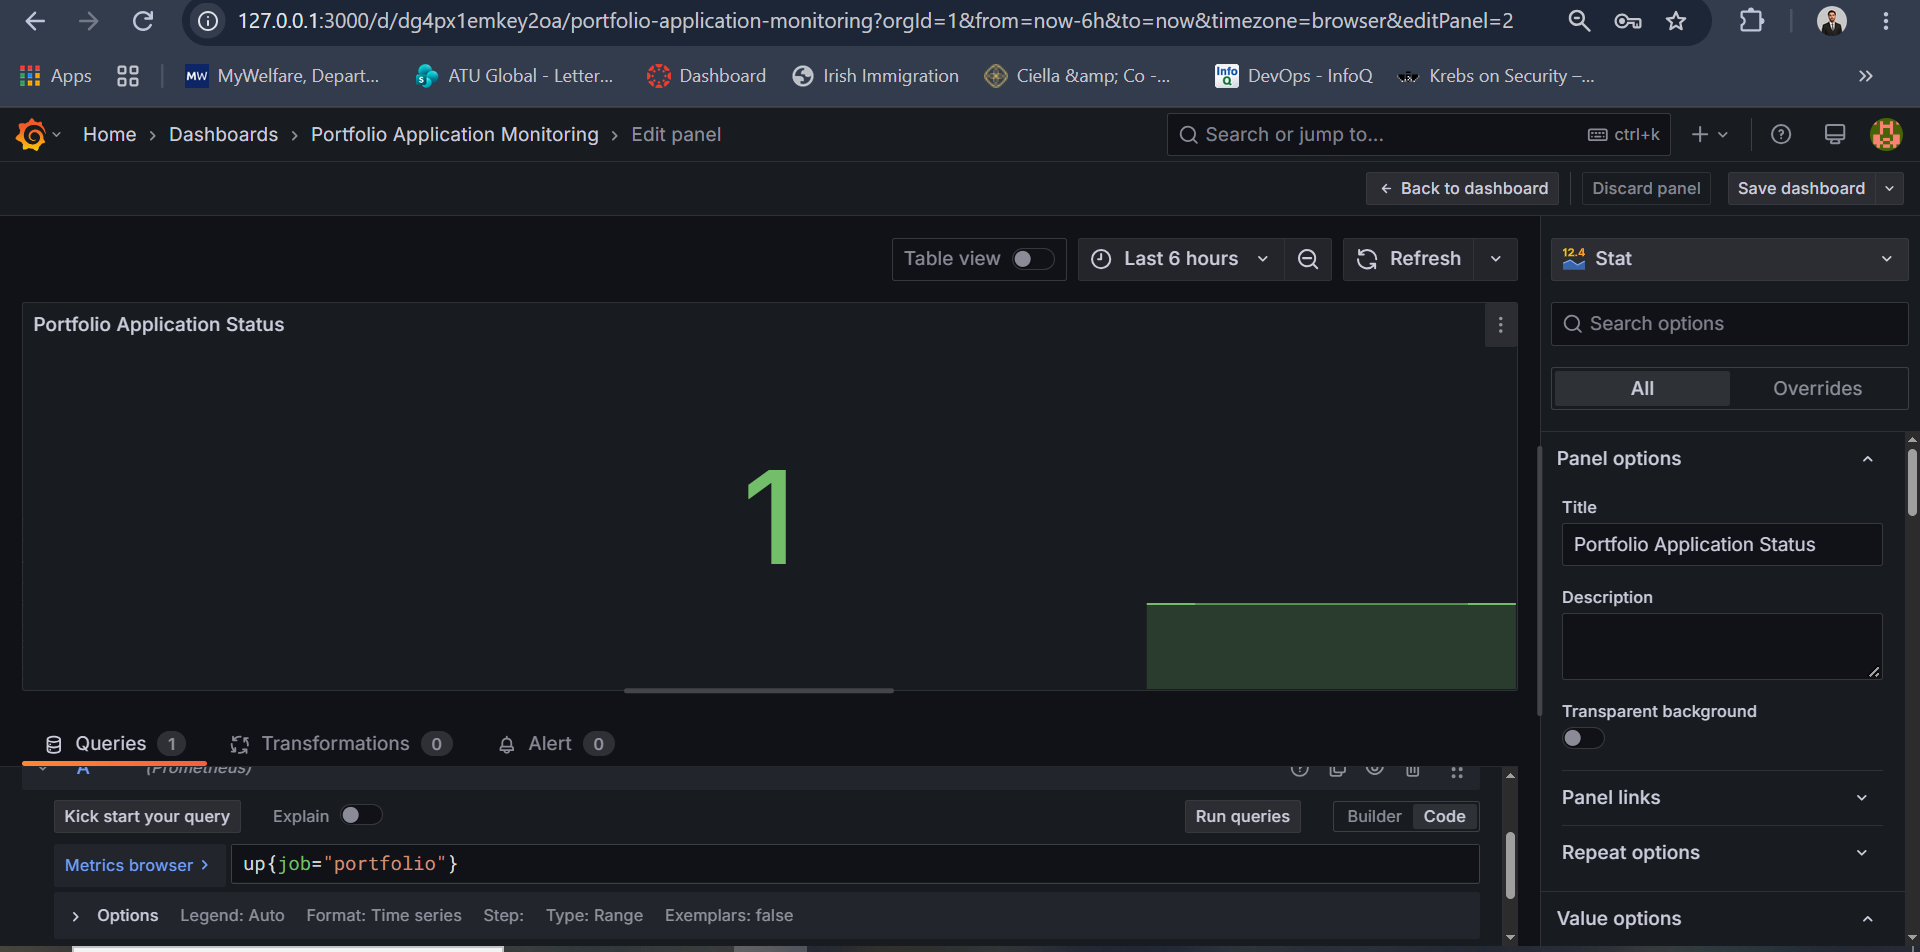 127.0.0.1:3000/d/dg4px1emkey2oa/portfolio-application-monitoring?orgId=1&from=now-6h&to=now&timezone=browser&editPanel=2
Apps MW MyWelfare, Depart... S ATU Global - Letter... Dashboard Irish Immigration Ciella &amp; Co -... Info Q DevOps - InfoQ Krebs on Security –... »
Home › Dashboards › Portfolio Application Monitoring › Edit panel Search or jump to... ctrl+k
← Back to dashboard Discard panel Save dashboard
Table view Last 6 hours Refresh 12.4 Stat
Portfolio Application Status
Search options
All Overrides
1
Panel options
Title
Portfolio Application Status
Description
Transparent background
Queries 1 Transformations 0 Alert 0
A (Prometheus)
Kick start your query Explain Run queries Builder Code
Panel links
Metrics browser › up{job="portfolio"}
Repeat options
› Options Legend: Auto Format: Time series Step: Type: Range Exemplars: false
Value options